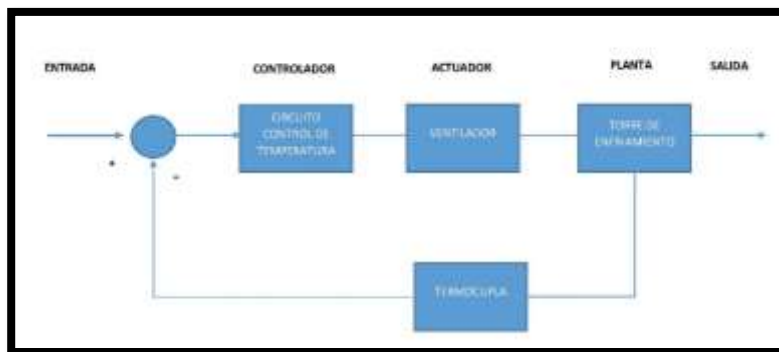 ENTRADA
CONTROLADOR
ACTUADOR
PLANTA
SALIDA
CIRCUITO
CONTROL DE
TEMPERATURA
VENTILADOR
TORRE DE
ENFRIAMIENTO
+
-
TERMOCUPLA